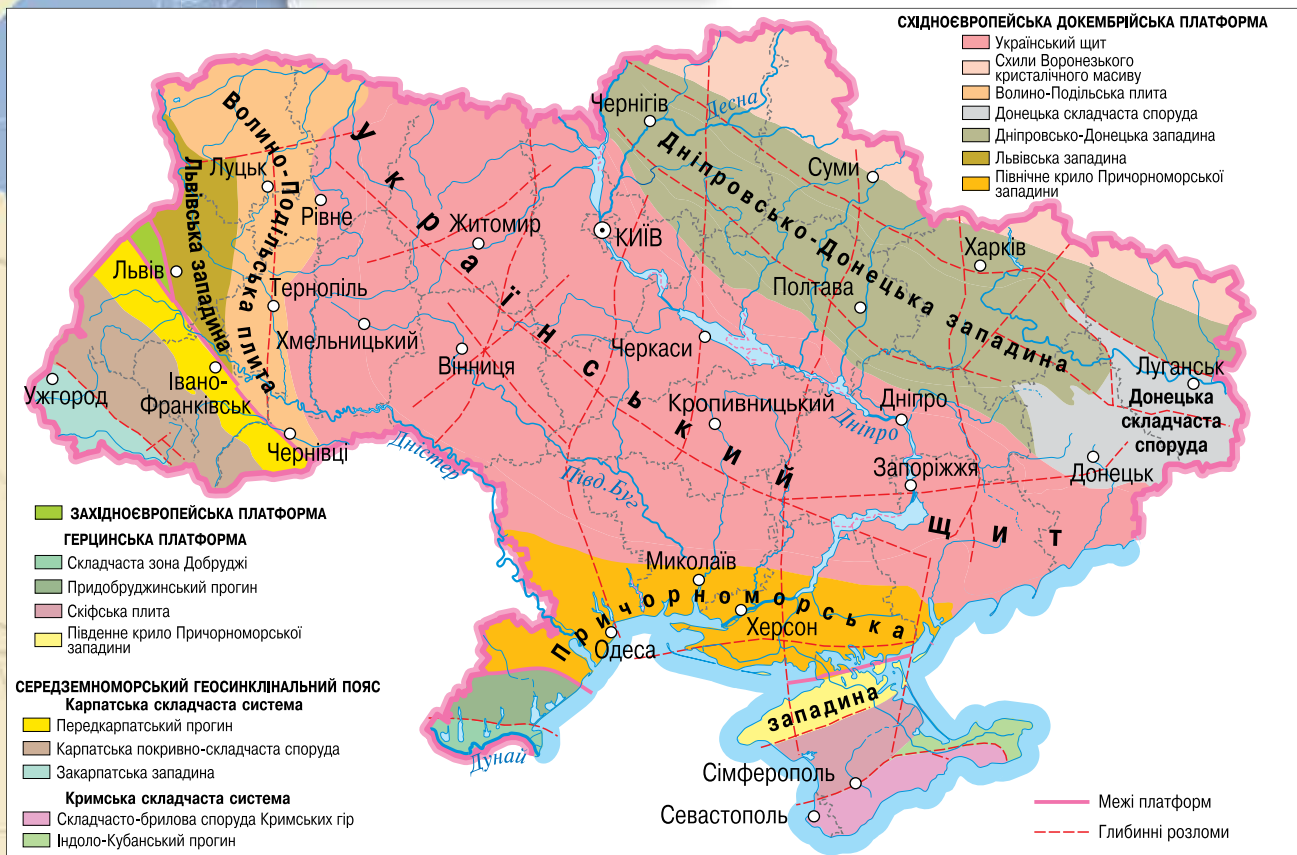 СХІДНОЄВРОПЕЙСЬКА ДОКЕМБРІЙСЬКА ПЛАТФОРМА
Український щит
Схили Воронезького
кристалічного масиву
Волино-Подільська плита
Донецька складчаста споруда
Дніпровсько-Донецька западина
Львівська западина
Північне крило Причорноморської
западини
Волино-Подільська плита
Львівська западина
Український щит
Дніпровсько-Донецька западина
Донецька
складчаста
споруда
Причорноморська
западина
Чернігів
Десна
Суми
Луцьк
Рівне
Житомир
КИЇВ
Харків
Львів
Тернопіль
Полтава
Хмельницький
Вінниця
Черкаси
Луганськ
Ужгород
Івано-
Франківськ
Кропивницький
Дніпро
Дніпро
Чернівці
Дністер
Півд. Буг
Запоріжжя
Донецьк
Миколаїв
Херсон
Одеса
Дунай
Сімферополь
Севастополь
ЗАХІДНОЄВРОПЕЙСЬКА ПЛАТФОРМА
ГЕРЦИНСЬКА ПЛАТФОРМА
Складчаста зона Добруджі
Придобруджинський прогин
Скіфська плита
Південне крило Причорноморської
западини
СЕРЕДЗЕМНОМОРСЬКИЙ ГЕОСИНКЛІНАЛЬНИЙ ПОЯС
Карпатська складчаста система
Передкарпатський прогин
Карпатська покривно-складчаста споруда
Закарпатська западина
Кримська складчаста система
Складчасто-брилова споруда Кримських гір
Індоло-Кубанський прогин
Межі платформ
Глибинні розломи